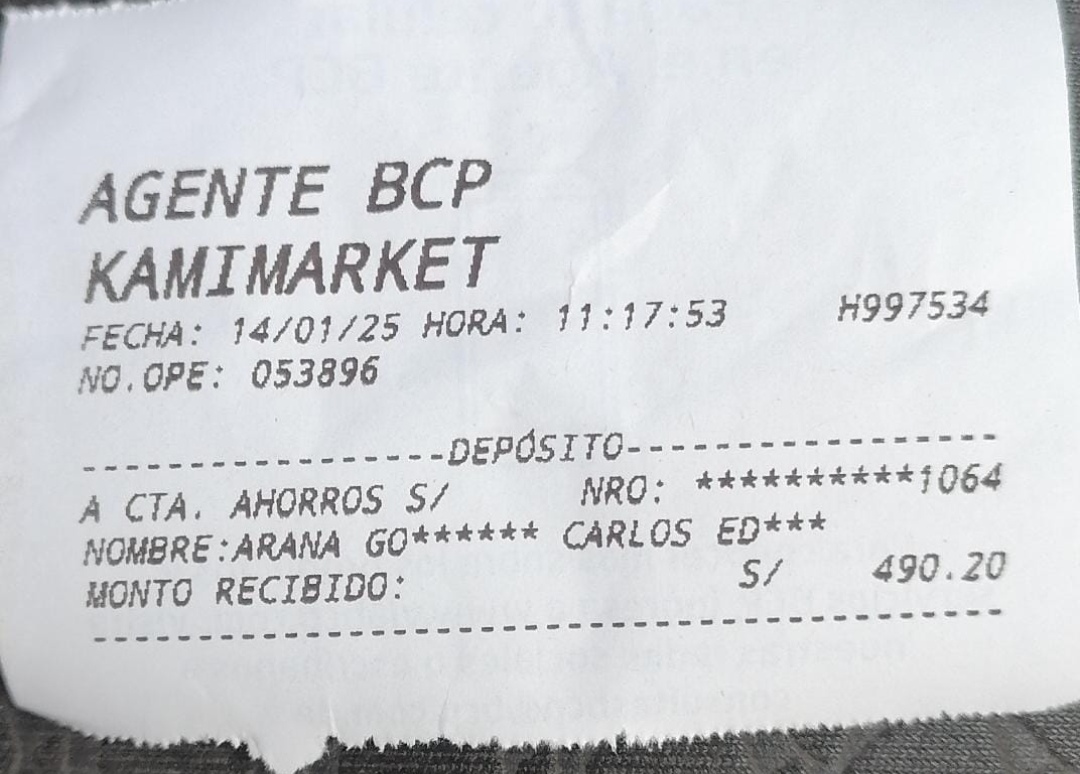 AGENTE BCP
KAMIMARKET
FECHA: 14/01/25 HORA: 11:17:53 H997534
NO.OPE: 053896
-----------------DEPÓSITO-----------------
A CTA. AHORROS S/ NRO: **********1064
NOMBRE:ARANA GO****** CARLOS ED***
MONTO RECIBIDO: S/ 490.20
------------------------------------------